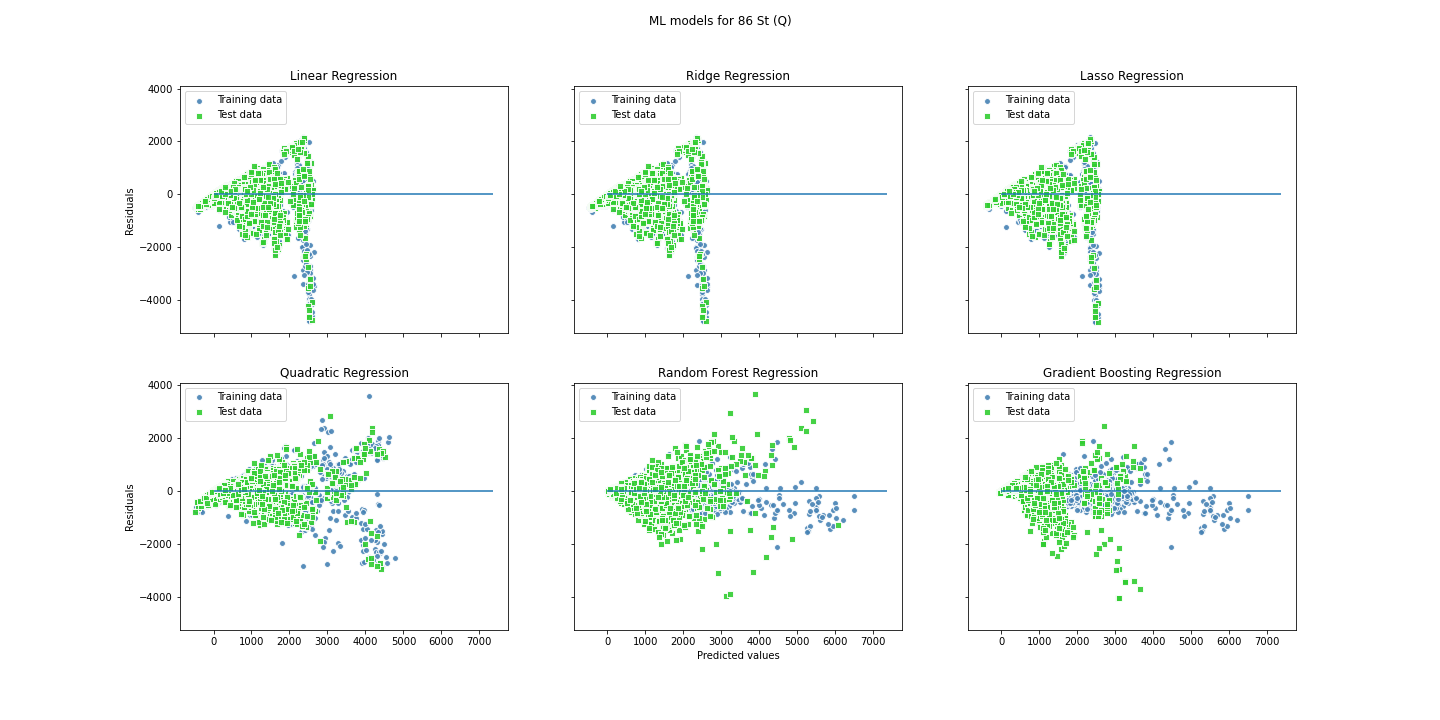 ML models for 86 St (Q)
Linear Regression
Training data
Test data
4000
2000
0
−2000
−4000
Residuals
Ridge Regression
Training data
Test data
Lasso Regression
Training data
Test data
Quadratic Regression
Training data
Test data
4000
2000
0
−2000
−4000
Residuals
0 1000 2000 3000 4000 5000 6000 7000
Random Forest Regression
Training data
Test data
0 1000 2000 3000 4000 5000 6000 7000
Predicted values
Gradient Boosting Regression
Training data
Test data
0 1000 2000 3000 4000 5000 6000 7000